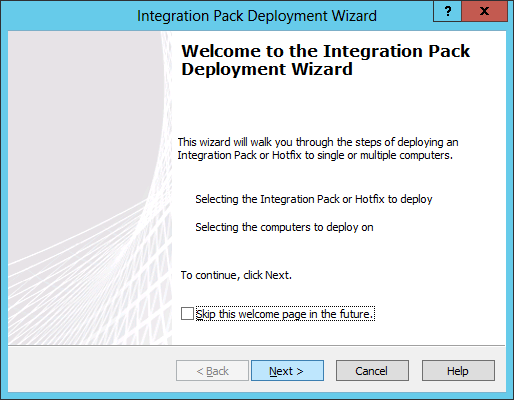 Integration Pack Deployment Wizard
? X
Welcome to the Integration Pack
Deployment Wizard
This wizard will walk you through the steps of deploying an
Integration Pack or Hotfix to single or multiple computers.
Selecting the Integration Pack or Hotfix to deploy
Selecting the computers to deploy on
To continue, click Next.
Skip this welcome page in the future.
< Back Next > Cancel Help